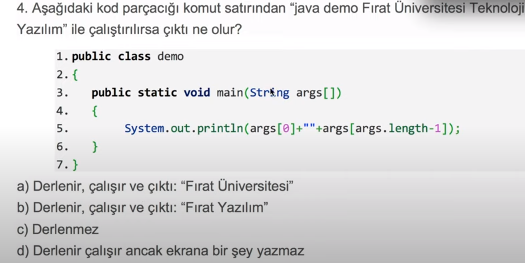 4. Aşağıdaki kod parçacığı komut satırından “java demo Fırat Üniversitesi Teknoloji
Yazılım” ile çalıştırılırsa çıktı ne olur?
1. public class demo
2. {
3. public static void main(String args[])
4. {
5. System.out.println(args[0]+""+args[args.length-1]);
6. }
7. }
a) Derlenir, çalışır ve çıktı: “Fırat Üniversitesi”
b) Derlenir, çalışır ve çıktı: “Fırat Yazılım”
c) Derlenmez
d) Derlenir çalışır ancak ekrana bir şey yazmaz